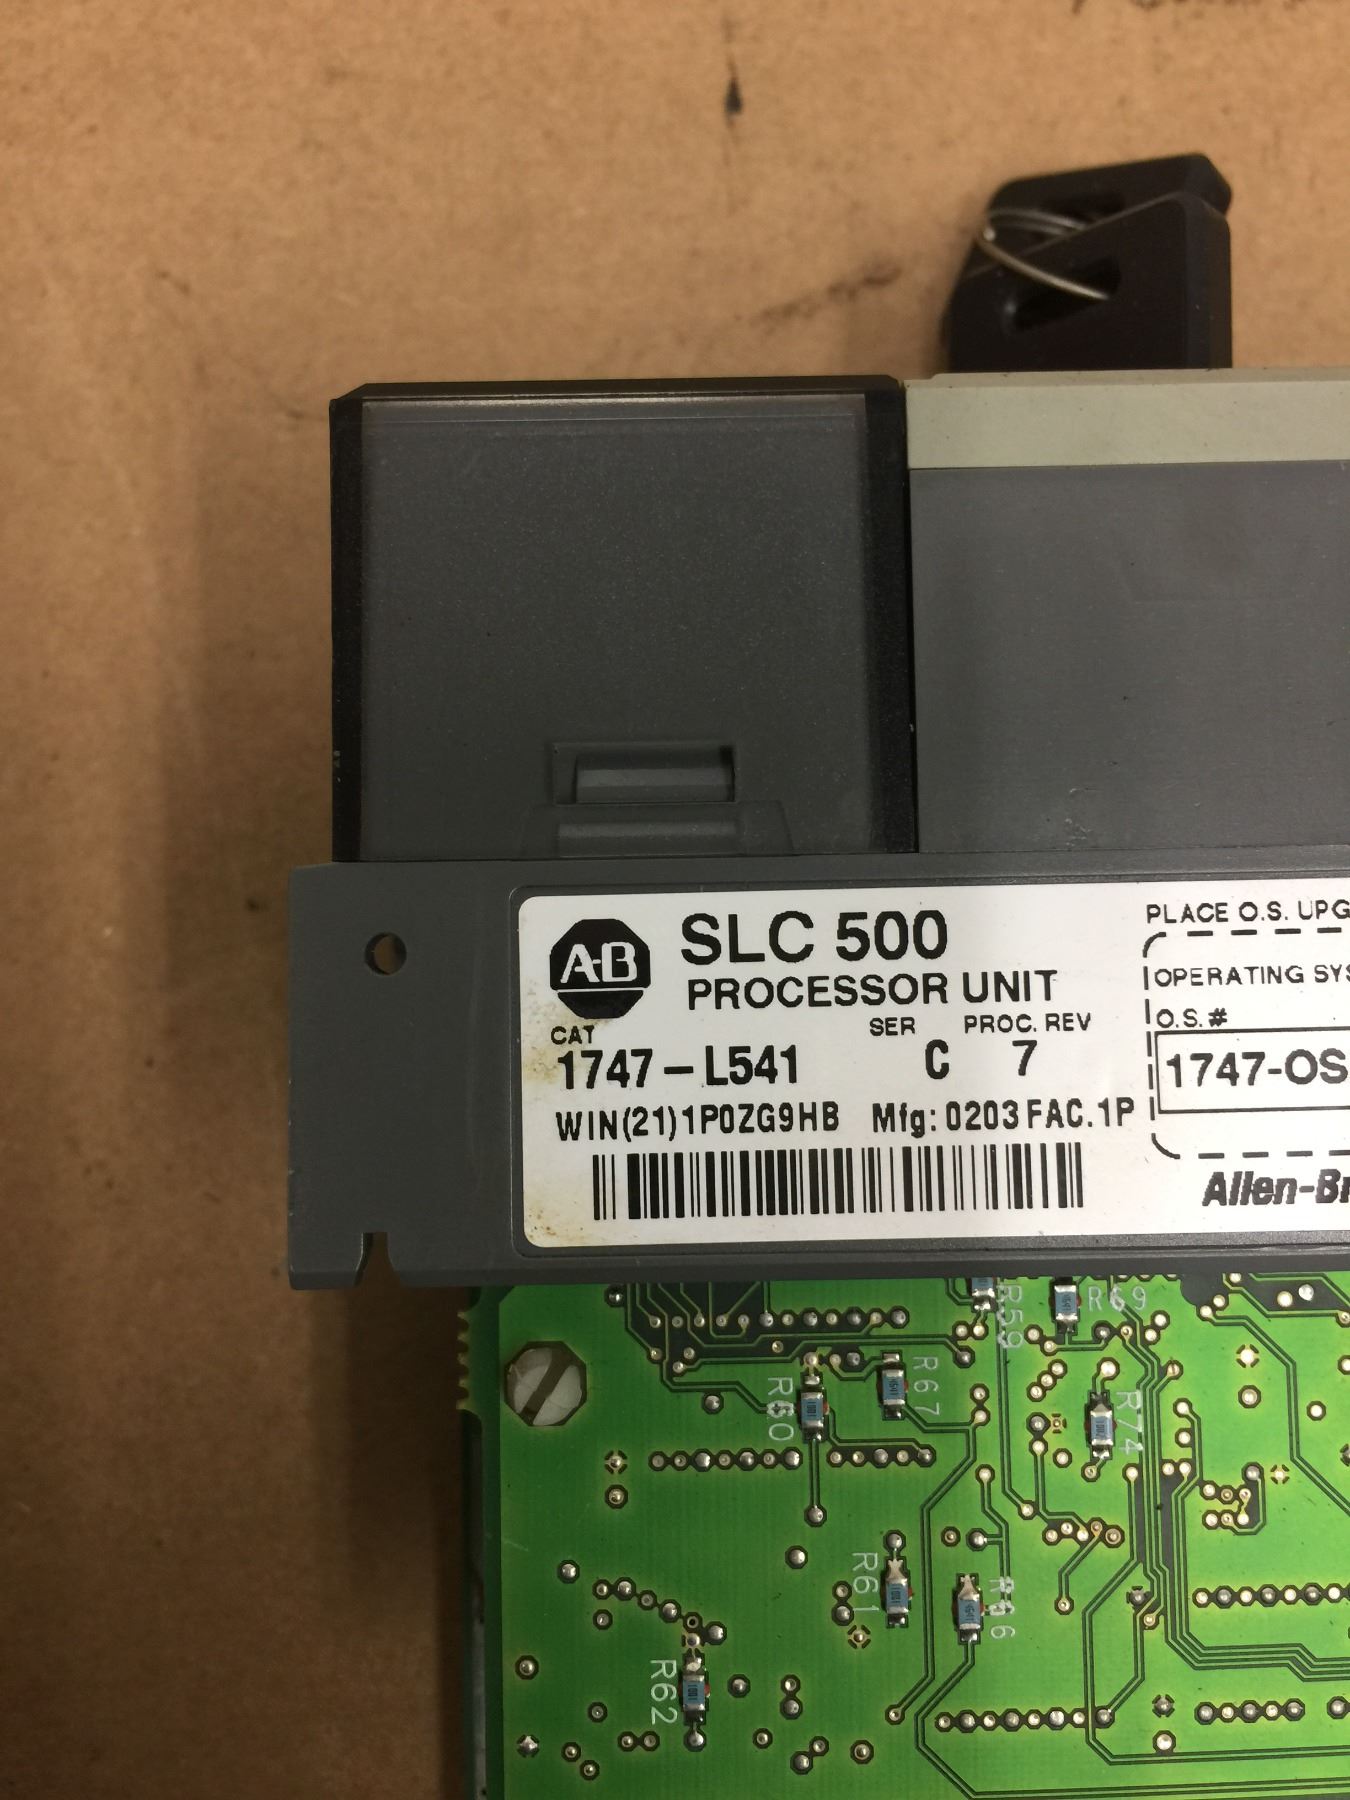 A-B
SLC 500
PROCESSOR UNIT
CAT SER PROC. REV
1747-L541 C 7
WIN(21)1P0ZG9HB Mfg: 0203 FAC.1P
PLACE O.S. UPG
OPERATING SYS
O.S.#
1747-OS
Allen-Br
R59
R69
R60
R67
R74
R61
R66
R62